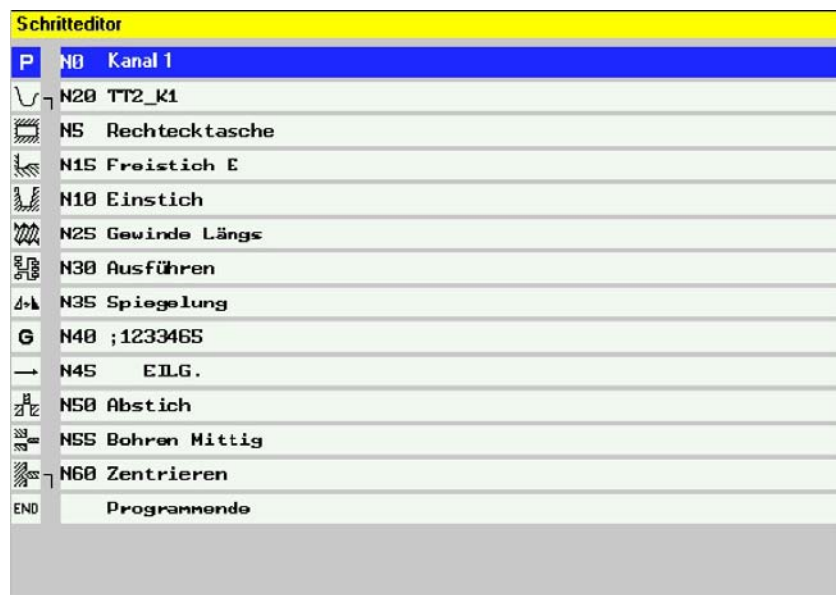 Schritteditor
P N0 Kanal 1
N20 TT2_K1
N5 Rechtecktasche
N15 Freistich E
N10 Einstich
N25 Gewinde Längs
N30 Ausführen
N35 Spiegelung
G N40 ;1233465
N45 EILG.
N50 Abstich
N55 Bohren Mittig
N60 Zentrieren
END Programmende